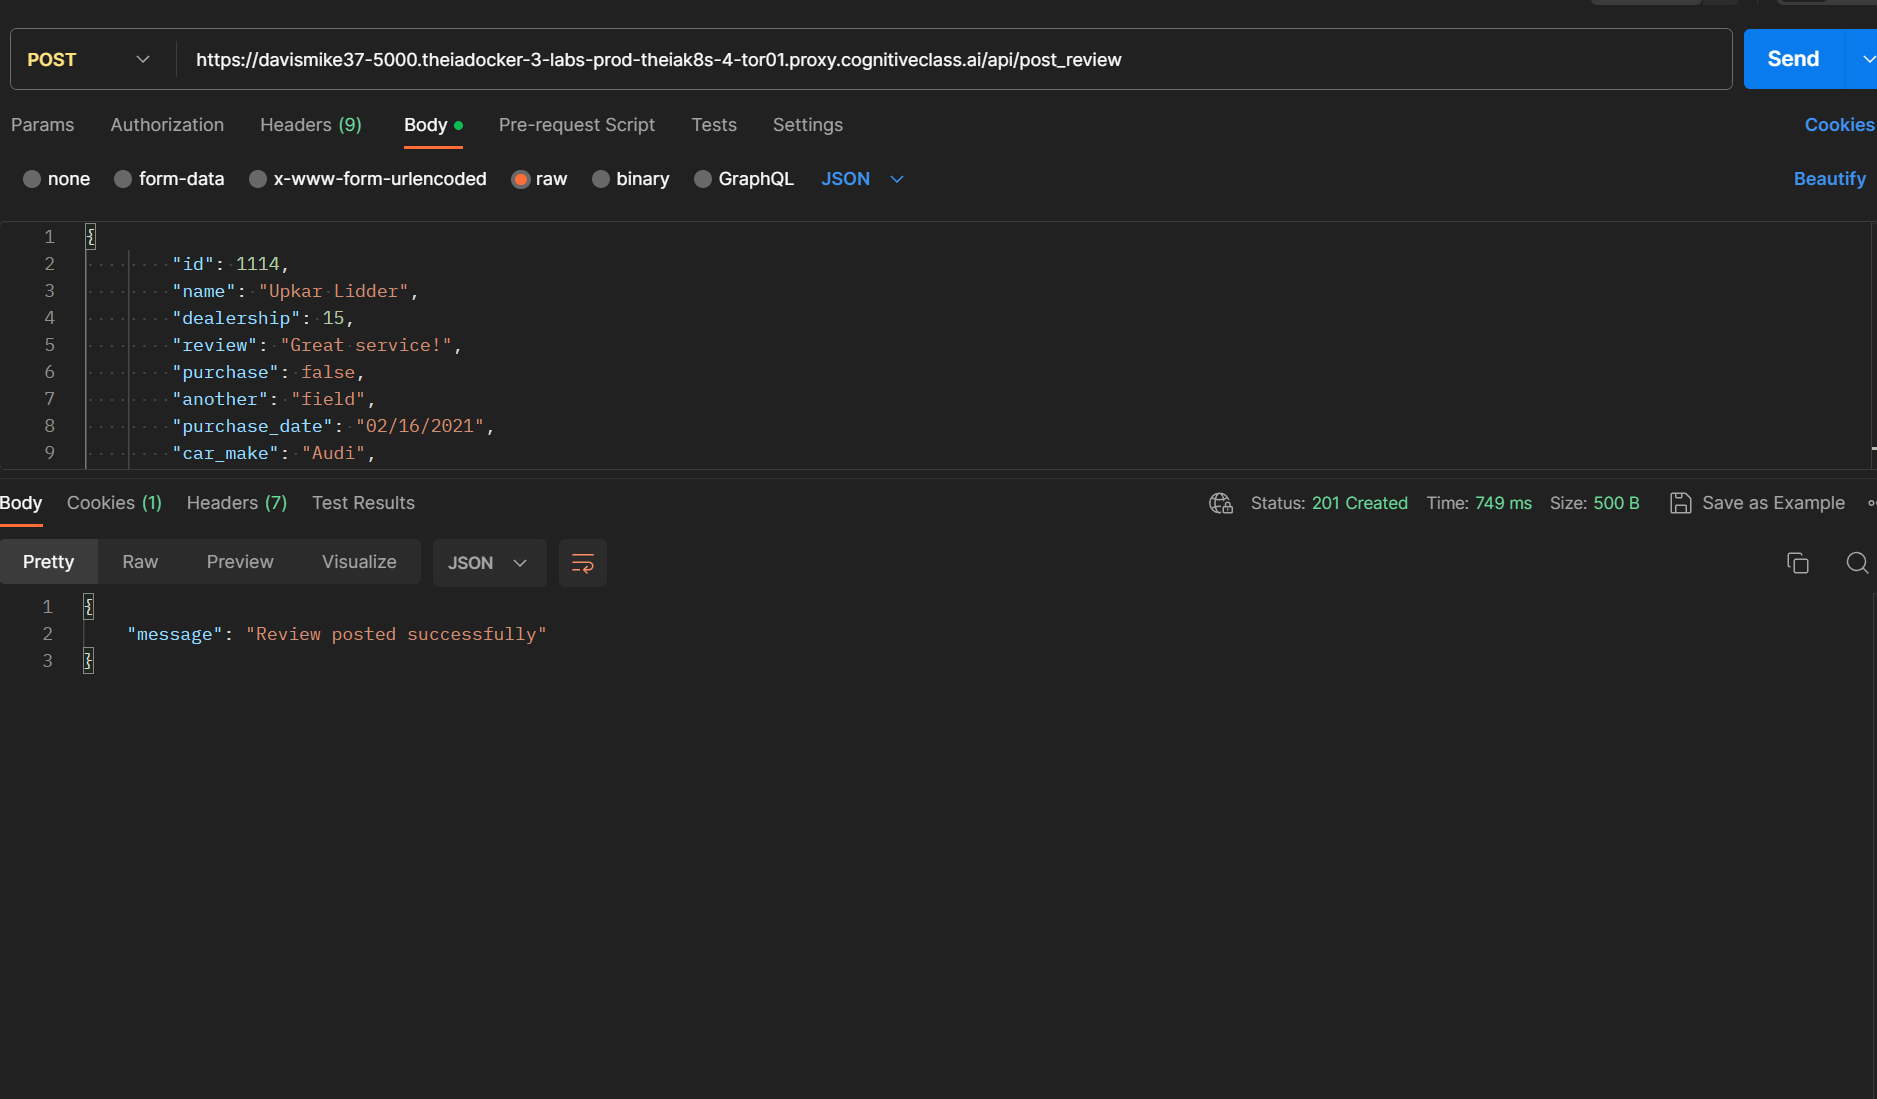 POST https://davismike37-5000.theiadocker-3-labs-prod-theiak8s-4-tor01.proxy.cognitiveclass.ai/api/post_review Send
Params Authorization Headers (9) Body Pre-request Script Tests Settings Cookies
none form-data x-www-form-urlencoded raw binary GraphQL JSON Beautify
1 {
2 "id": 1114,
3 "name": "Upkar Lidder",
4 "dealership": 15,
5 "review": "Great service!",
6 "purchase": false,
7 "another": "field",
8 "purchase_date": "02/16/2021",
9 "car_make": "Audi",
Body Cookies (1) Headers (7) Test Results Status: 201 Created Time: 749 ms Size: 500 B Save as Example
Pretty Raw Preview Visualize JSON
1 {
2 "message": "Review posted successfully"
3 }